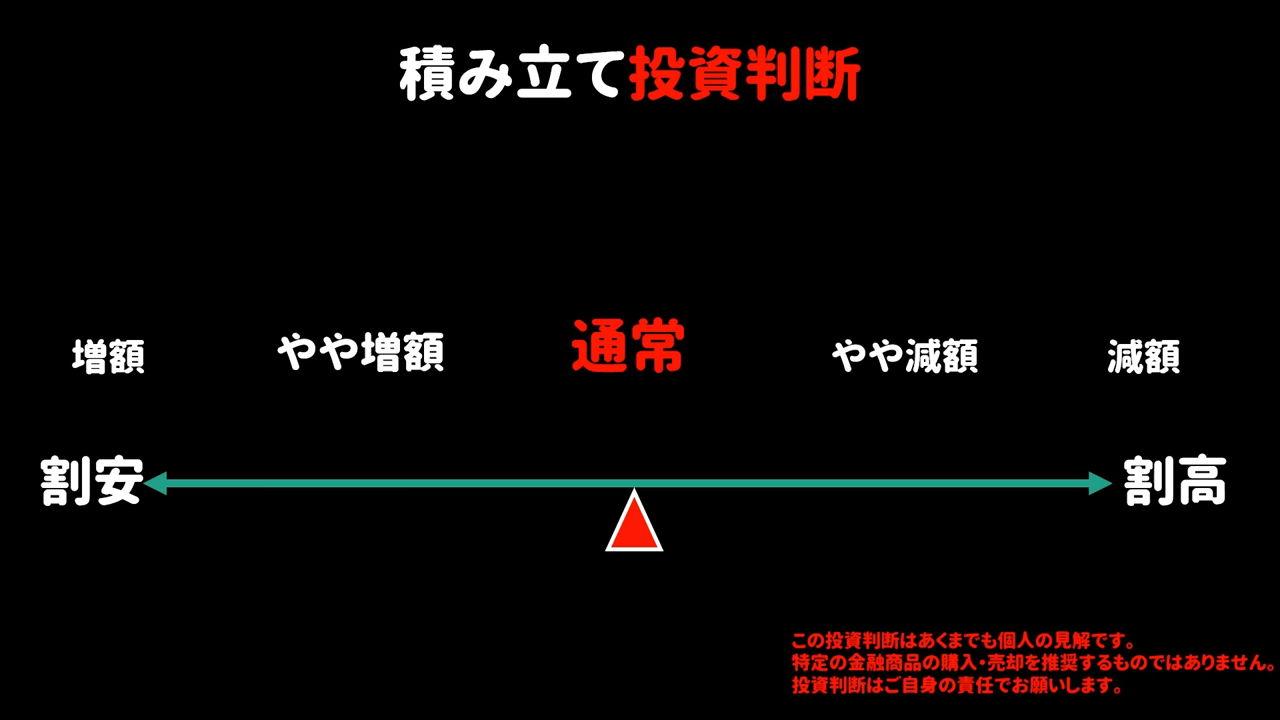 積み立て投資判断
増額
やや増額
通常
やや減額
減額
割安
割高
この投資判断はあくまでも個人の見解です。
特定の金融商品の購入・売却を推奨するものではありません。
投資判断はご自身の責任でお願いします。